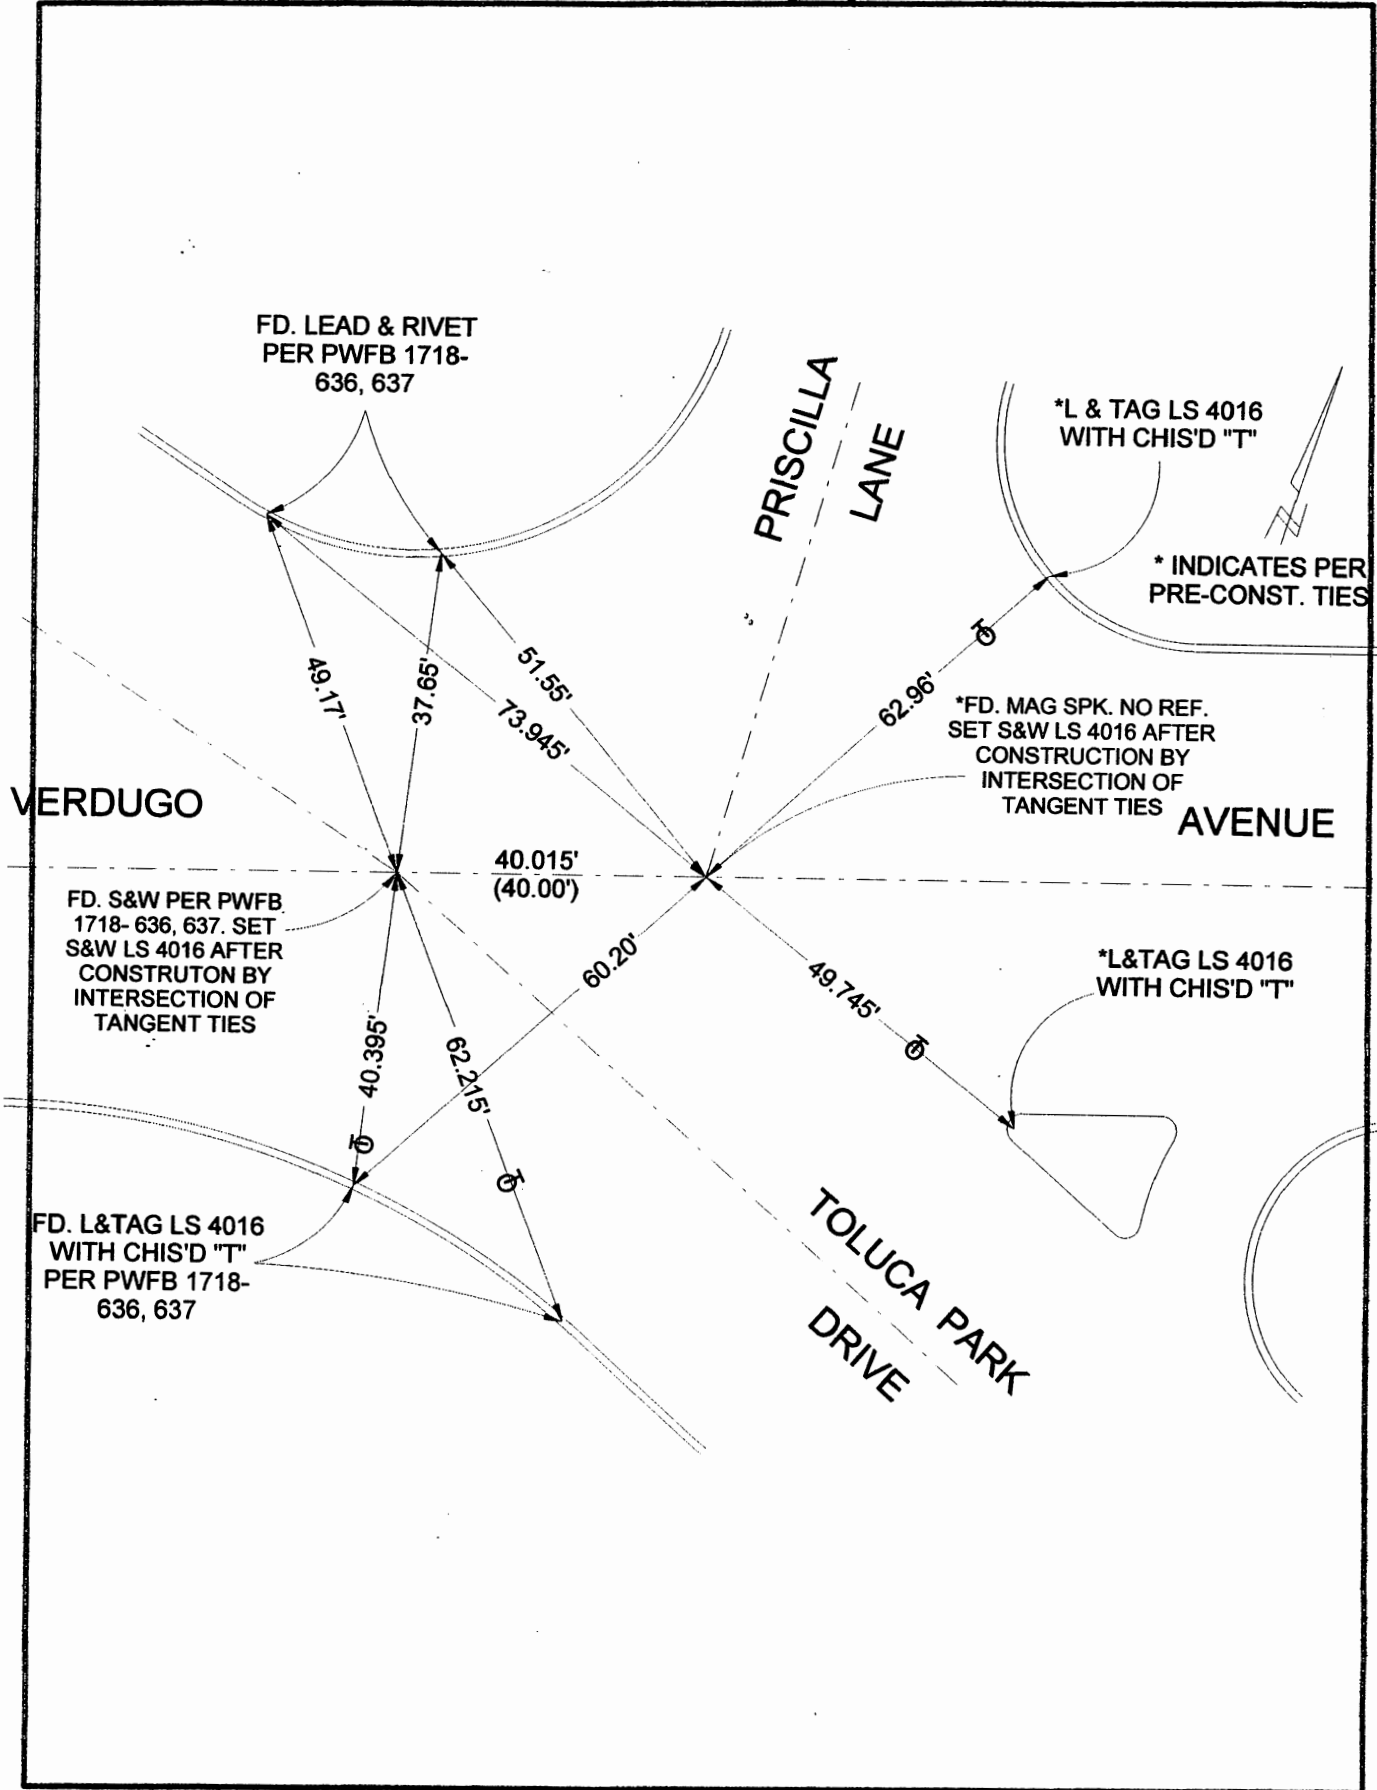 FD. LEAD & RIVET
PER PWFB 1718-
636, 637
PRISCILLA
LANE
*L & TAG LS 4016
WITH CHIS'D "T"
N
* INDICATES PER
PRE-CONST. TIES
49.17'
37.65'
51.55'
73.945'
62.96'
*FD. MAG SPK. NO REF.
SET S&W LS 4016 AFTER
CONSTRUCTION BY
INTERSECTION OF
TANGENT TIES
VERDUGO
AVENUE
40.015'
(40.00')
FD. S&W PER PWFB
1718- 636, 637. SET
S&W LS 4016 AFTER
CONSTRUTON BY
INTERSECTION OF
TANGENT TIES
60.20'
49.745'
*L&TAG LS 4016
WITH CHIS'D "T"
40.395'
62.215'
FD. L&TAG LS 4016
WITH CHIS'D "T"
PER PWFB 1718-
636, 637
TOLUCA PARK
DRIVE